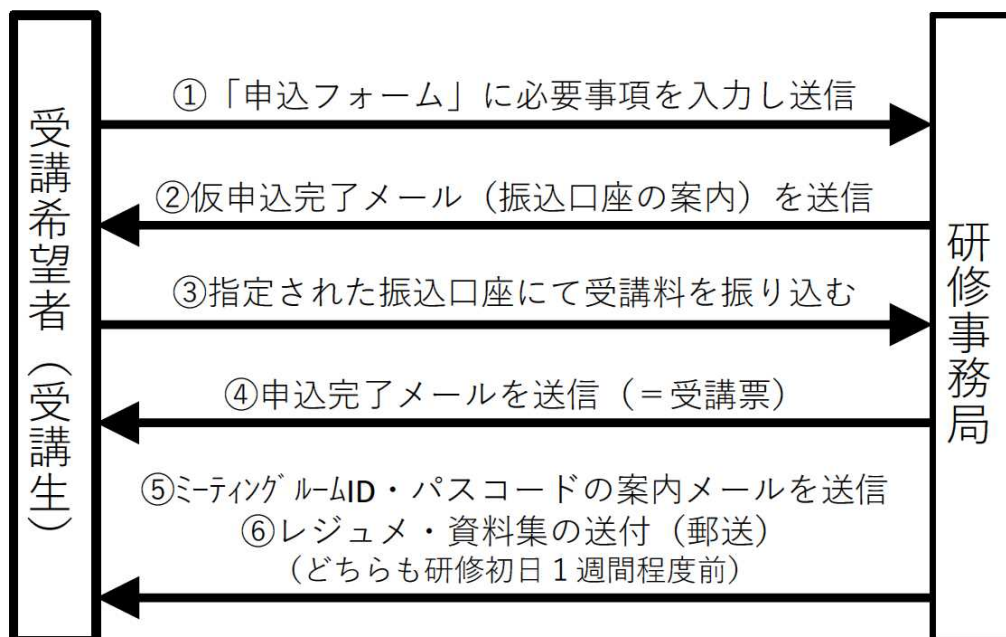 受講希望者（受講生）
①「申込フォーム」に必要事項を入力し送信
②仮申込完了メール（振込口座の案内）を送信
③指定された振込口座にて受講料を振り込む
④申込完了メールを送信（＝受講票）
⑤ﾐｰﾃｨﾝｸﾞﾙｰﾑID・パスコードの案内メールを送信
⑥レジュメ・資料集の送付（郵送）
（どちらも研修初日１週間程度前）
研修事務局